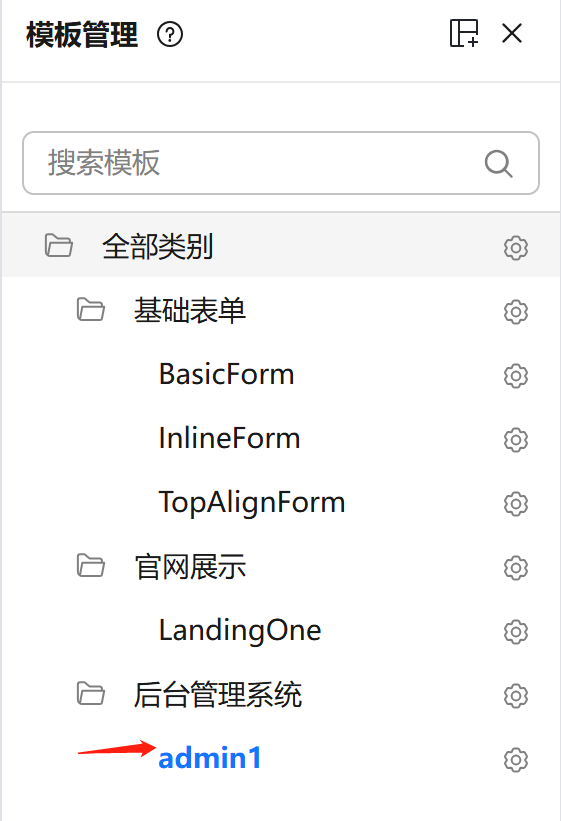 模板管理
搜索模板
全部类别
基础表单
BasicForm
InlineForm
TopAlignForm
官网展示
LandingOne
后台管理系统
admin1